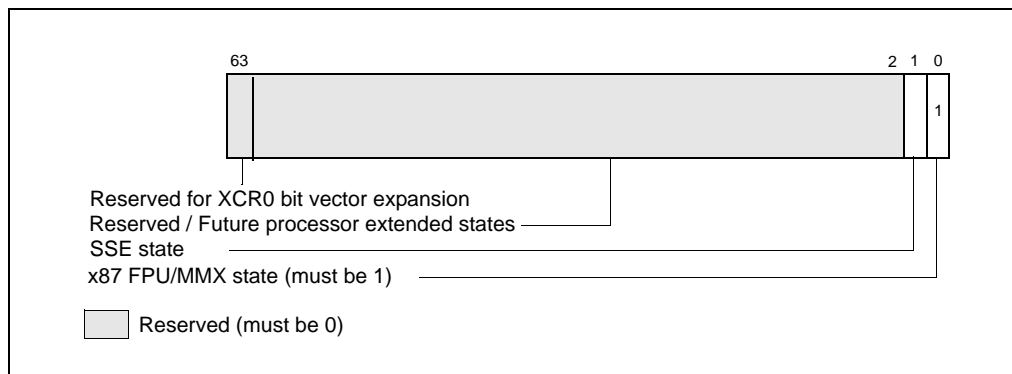 63 2 1 0
1
Reserved for XCR0 bit vector expansion
Reserved / Future processor extended states
SSE state
x87 FPU/MMX state (must be 1)
Reserved (must be 0)